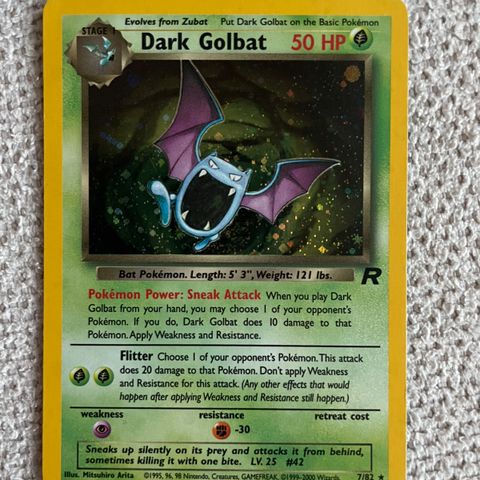 Evolves from Zubat Put Dark Golbat on the Basic Pokémon
STAGE 1
Dark Golbat 50 HP
Bat Pokémon. Length: 5' 3", Weight: 121 lbs.
R
Pokémon Power: Sneak Attack When you play Dark
Golbat from your hand, you may choose 1 of your opponent's
Pokémon. If you do, Dark Golbat does 10 damage to that
Pokémon. Apply Weakness and Resistance.
Flitter Choose 1 of your opponent's Pokémon. This attack
does 20 damage to that Pokémon. Don't apply Weakness
and Resistance for this attack. (Any other effects that would
happen after applying Weakness and Resistance still happen.)
weakness resistance retreat cost
-30
Sneaks up silently on its prey and attacks it from behind,
sometimes killing it with one bite. LV. 25 #42
Illus. Mitsuhiro Arita ©1995, 96, 98 Nintendo, Creatures, GAMEFREAK. ©1999-2000 Wizards. 7/82 ★